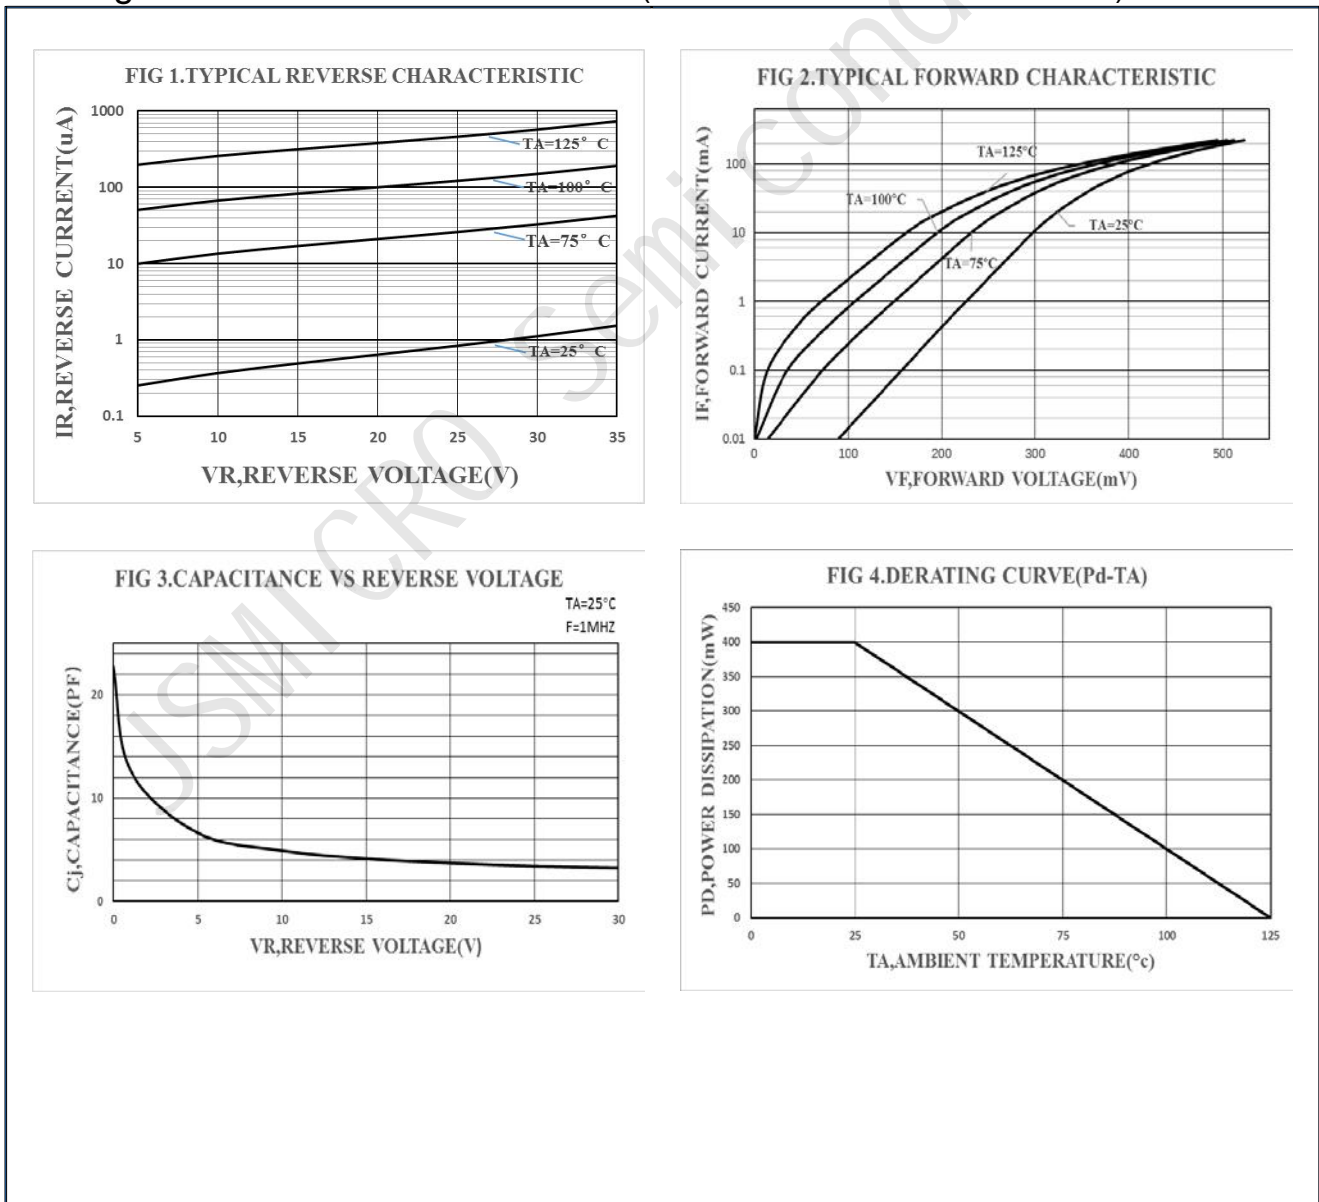 FIG 1.TYPICAL REVERSE CHARACTERISTIC
IR,REVERSE CURRENT(uA)
1000
100
10
1
0.1
TA=125° C
TA=100° C
TA=75° C
TA=25° C
5 10 15 20 25 30 35
VR,REVERSE VOLTAGE(V)
FIG 2.TYPICAL FORWARD CHARACTERISTIC
IF,FORWARD CURRENT(mA)
100
10
1
0.1
0.01
TA=125°C
TA=100°C
TA=25°C
TA=75°C
0 100 200 300 400 500
VF,FORWARD VOLTAGE(mV)
FIG 3.CAPACITANCE VS REVERSE VOLTAGE
TA=25°C
F=1MHZ
Cj,CAPACITANCE(PF)
20
10
0
0 5 10 15 20 25 30
VR,REVERSE VOLTAGE(V)
FIG 4.DERATING CURVE(Pd-TA)
PD,POWER DISSIPATION(mW)
450
400
350
300
250
200
150
100
50
0
0 25 50 75 100 125
TA,AMBIENT TEMPERATURE(°c)
JSMICRO Semicond